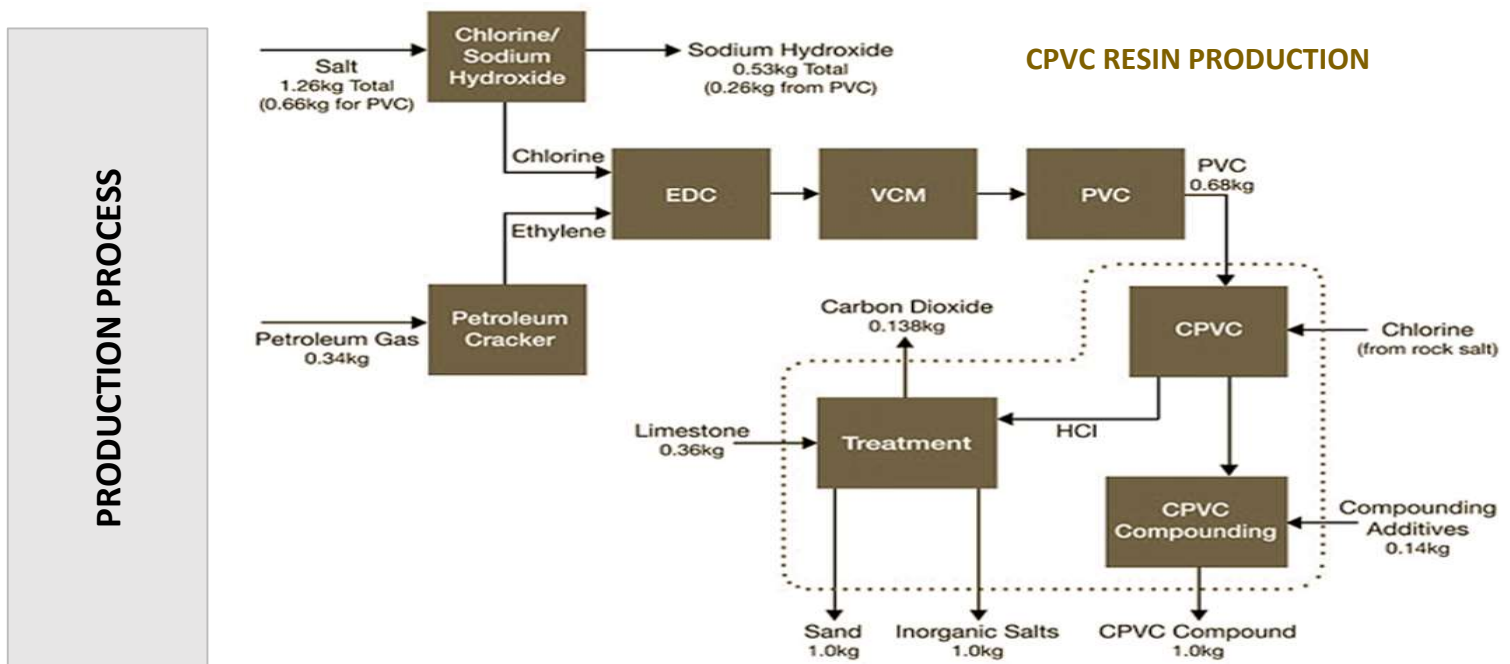 PRODUCTION PROCESS
CPVC RESIN PRODUCTION
Chlorine/
Sodium
Hydroxide
Salt
1.26kg Total
(0.66kg for PVC)
Sodium Hydroxide
0.53kg Total
(0.26kg from PVC)
Chlorine
Ethylene
EDC
VCM
PVC
PVC
0.68kg
Petroleum Gas
0.34kg
Petroleum
Cracker
Carbon Dioxide
0.138kg
CPVC
Chlorine
(from rock salt)
Limestone
0.36kg
Treatment
HCl
CPVC
Compounding
Compounding
Additives
0.14kg
Sand
1.0kg
Inorganic Salts
1.0kg
CPVC Compound
1.0kg